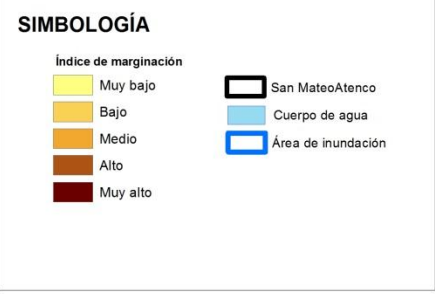 SIMBOLOGÍA
Índice de marginación
Muy bajo
Bajo
Medio
Alto
Muy alto
San MateoAtenco
Cuerpo de agua
Área de inundación